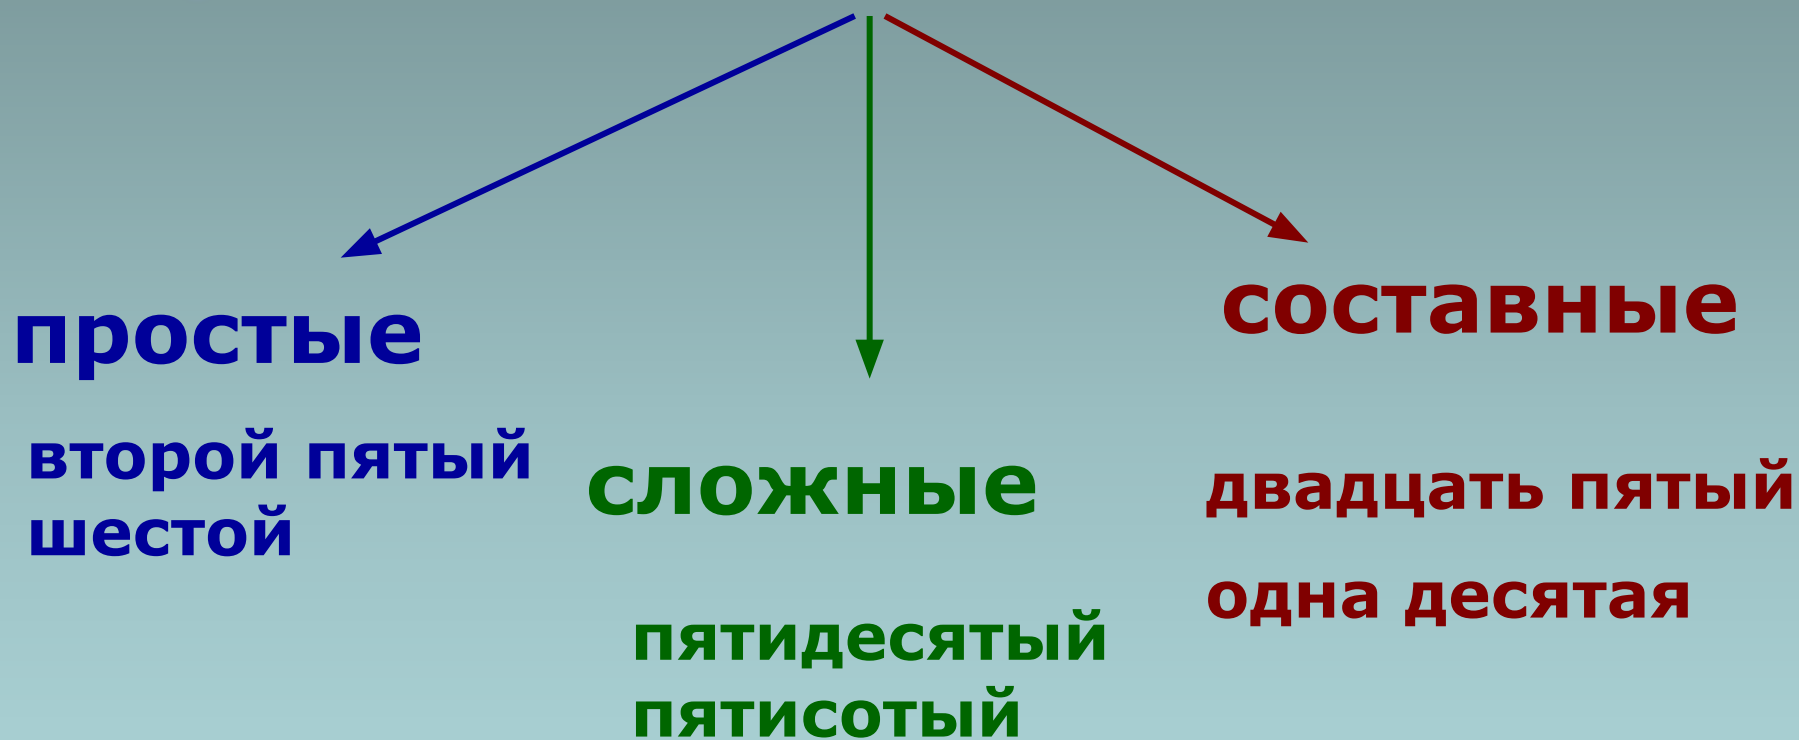 простые
второй пятый
шестой
сложные
пятидесятый
пятисотый
составные
двадцать пятый
одна десятая